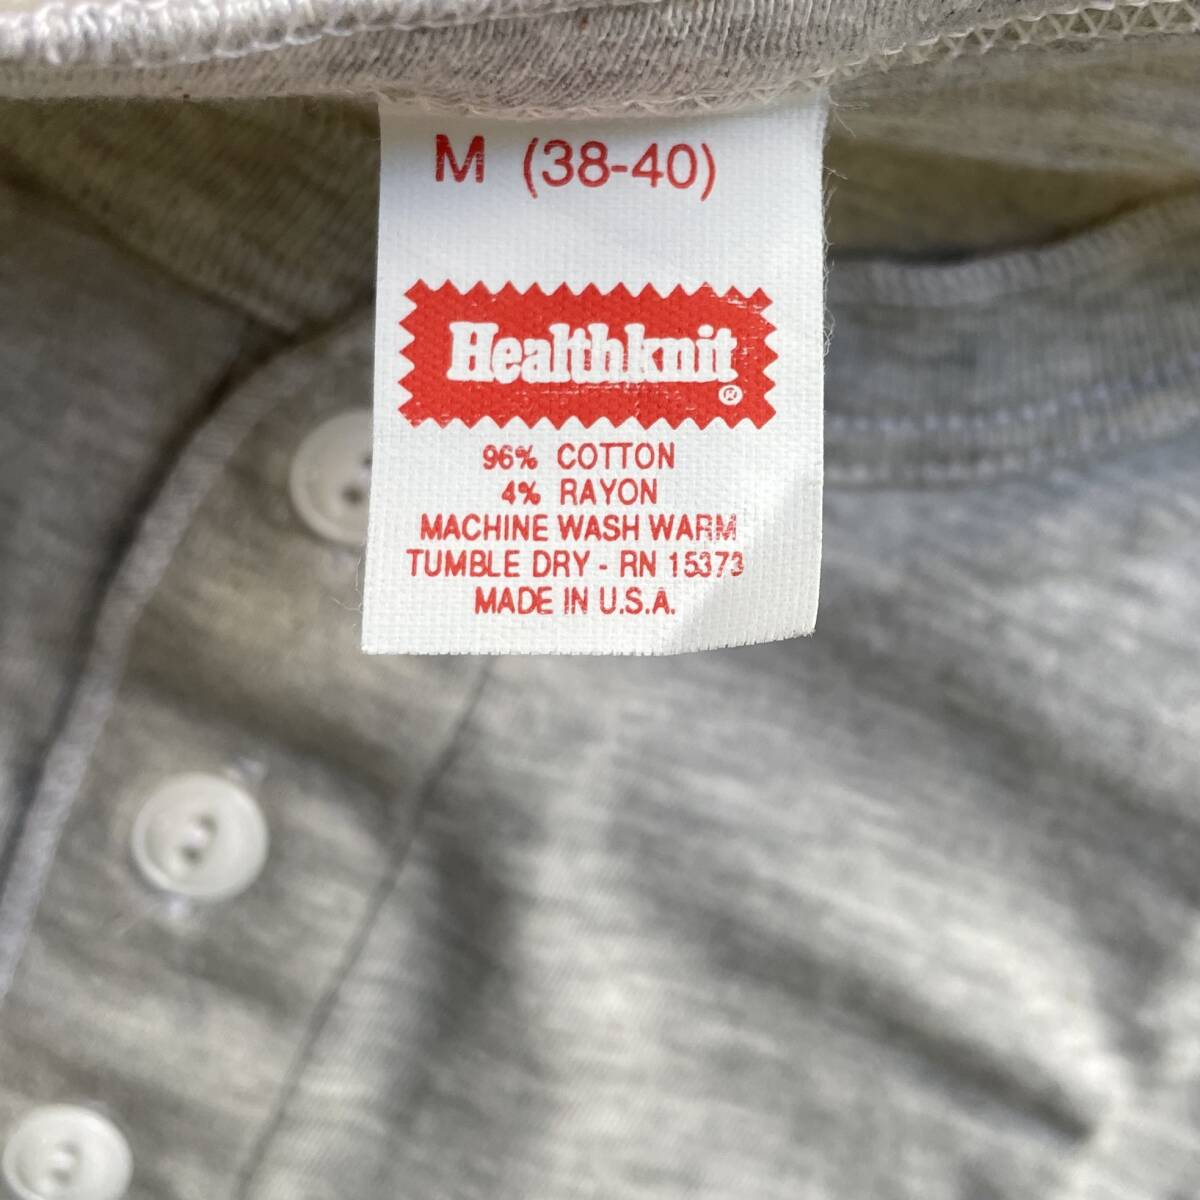 M (38-40)
Healthknit®
96% COTTON
4% RAYON
MACHINE WASH WARM
TUMBLE DRY - RN 15373
MADE IN U.S.A.